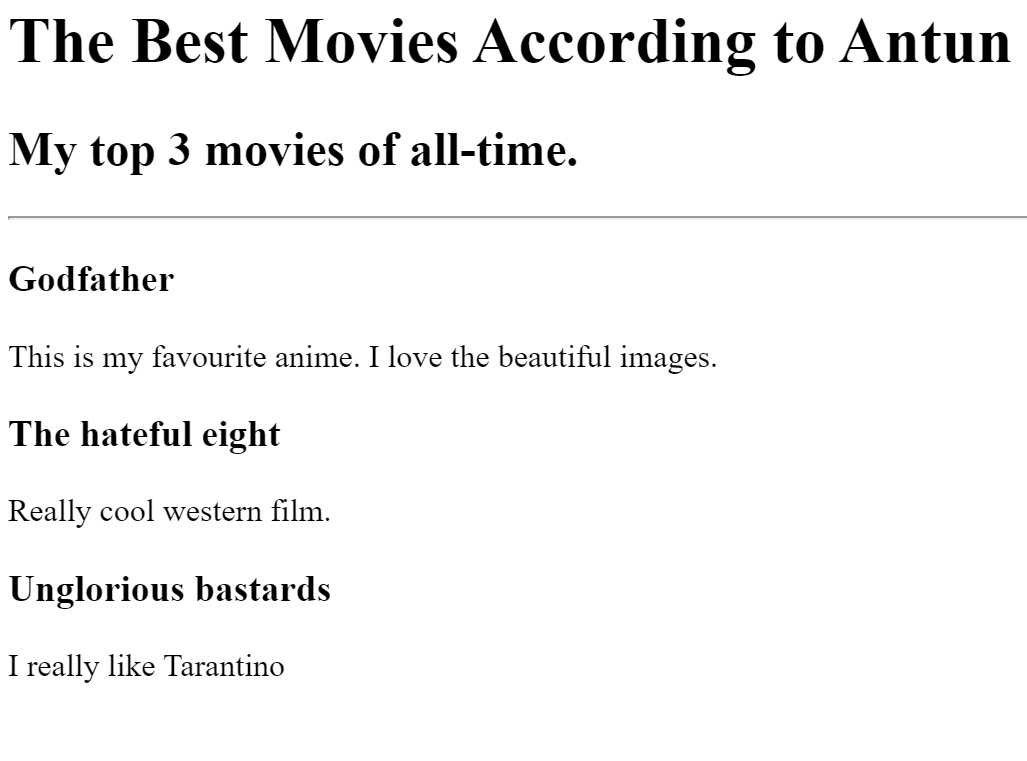 The Best Movies According to Antun
My top 3 movies of all-time.
Godfather
This is my favourite anime. I love the beautiful images.
The hateful eight
Really cool western film.
Unglorious bastards
I really like Tarantino